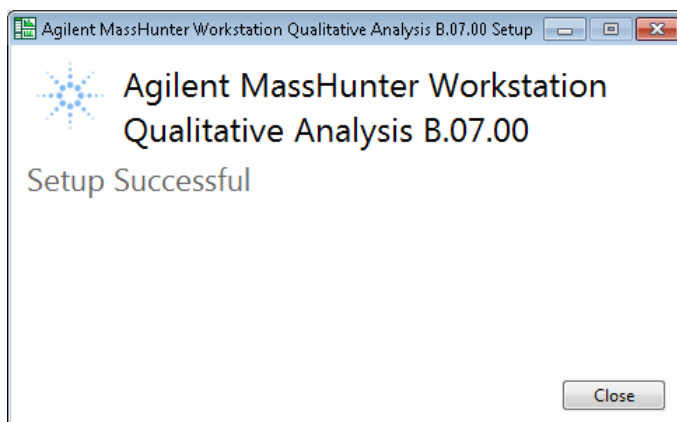 Agilent MassHunter Workstation Qualitative Analysis B.07.00 Setup
Agilent MassHunter Workstation
Qualitative Analysis B.07.00
Setup Successful
Close